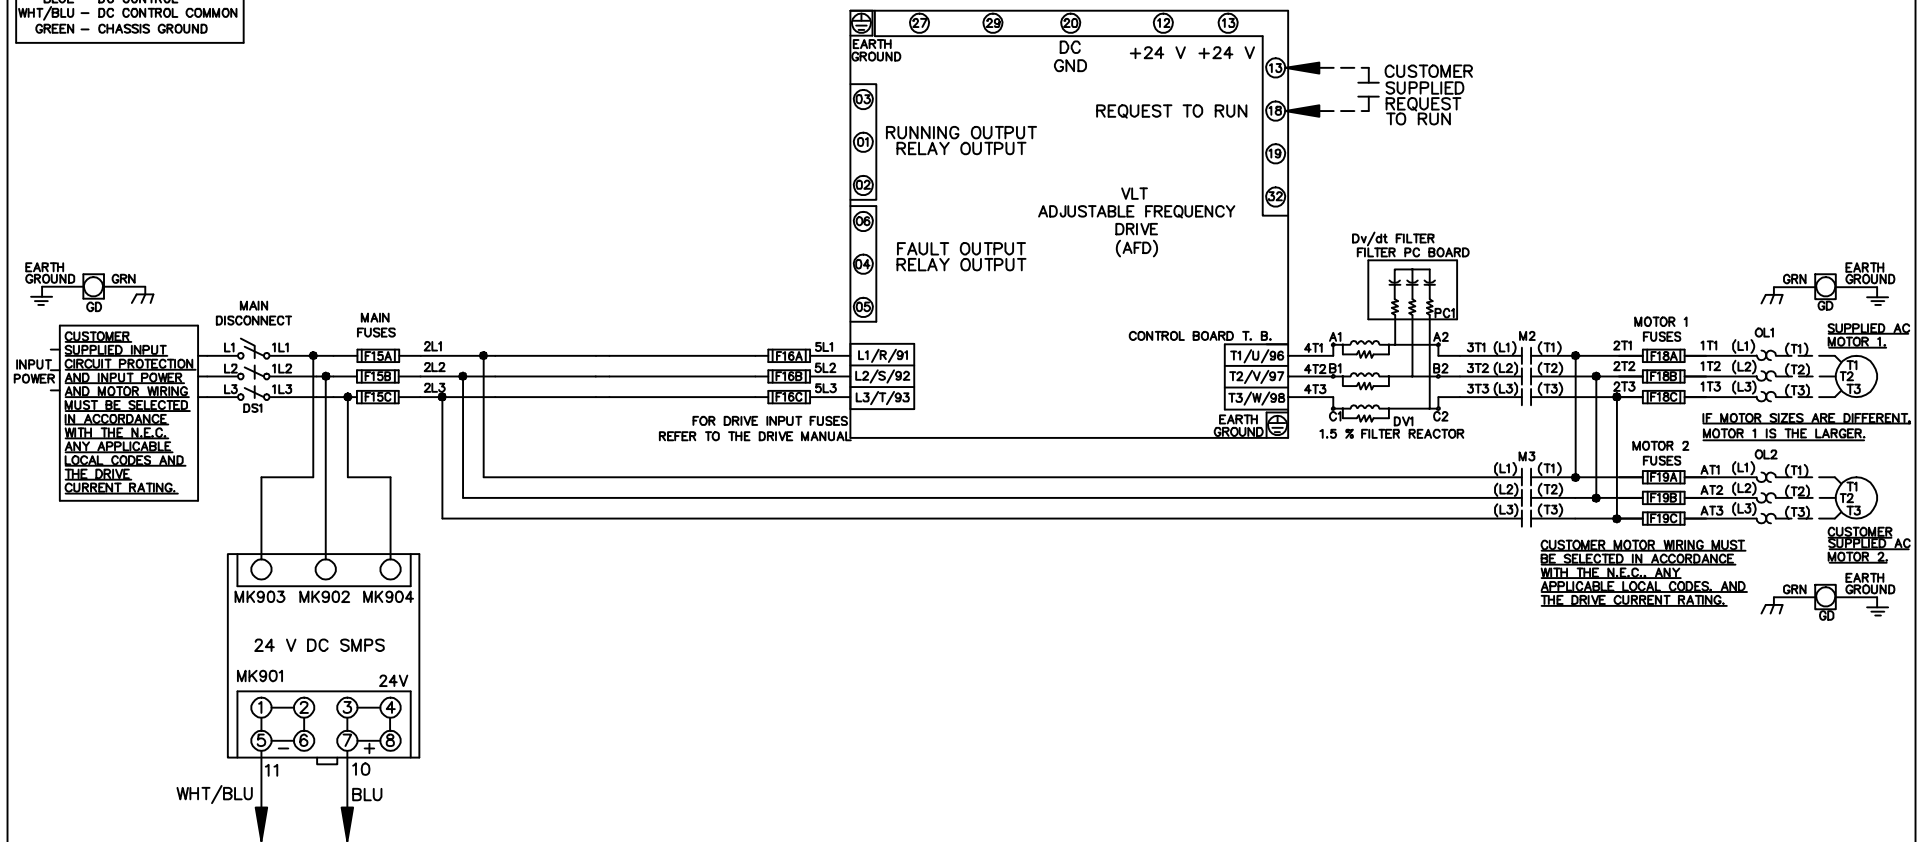 WHT/BLU – DC CONTROL COMMON
GREEN – CHASSIS GROUND
EARTH
GROUND
27
29
20
12
13
DC
GND
+24 V
+24 V
13
18
19
32
REQUEST TO RUN
CUSTOMER
SUPPLIED
REQUEST
TO RUN
03
01
02
RUNNING OUTPUT
RELAY OUTPUT
06
04
05
FAULT OUTPUT
RELAY OUTPUT
VLT
ADJUSTABLE FREQUENCY
DRIVE
(AFD)
CONTROL BOARD T. B.
EARTH
GROUND
GRN
GD
INPUT
POWER
CUSTOMER
SUPPLIED INPUT
CIRCUIT PROTECTION
AND INPUT POWER
AND MOTOR WIRING
MUST BE SELECTED
IN ACCORDANCE
WITH THE N.E.C.
ANY APPLICABLE
LOCAL CODES AND
THE DRIVE
CURRENT RATING.
MAIN
DISCONNECT
L1
1L1
L2
1L2
L3
1L3
DS1
MAIN
FUSES
F15A
2L1
F15B
2L2
F15C
2L3
F16A
5L1
F16B
5L2
F16C
5L3
L1/R/91
L2/S/92
L3/T/93
FOR DRIVE INPUT FUSES
REFER TO THE DRIVE MANUAL
T1/U/96
T2/V/97
T3/W/98
EARTH
GROUND
Dv/dt FILTER
FILTER PC BOARD
PC1
4T1
A1
A2
4T2
B1
B2
4T3
C1
C2
DV1
1.5 % FILTER REACTOR
M2
3T1 (L1) (T1)
3T2 (L2) (T2)
3T3 (L3) (T3)
MOTOR 1
FUSES
2T1
F18A
1T1 (L1)
2T2
F18B
1T2 (L2)
2T3
F18C
1T3 (L3)
OL1
(T1)
(T2)
(T3)
T1
T2
T3
GRN
GD
EARTH
GROUND
SUPPLIED AC
MOTOR 1.
IF MOTOR SIZES ARE DIFFERENT,
MOTOR 1 IS THE LARGER.
M3
(L1) (T1)
(L2) (T2)
(L3) (T3)
MOTOR 2
FUSES
F19A
AT1 (L1)
F19B
AT2 (L2)
F19C
AT3 (L3)
OL2
(T1)
(T2)
(T3)
T1
T2
T3
CUSTOMER
SUPPLIED AC
MOTOR 2.
CUSTOMER MOTOR WIRING MUST
BE SELECTED IN ACCORDANCE
WITH THE N.E.C., ANY
APPLICABLE LOCAL CODES, AND
THE DRIVE CURRENT RATING.
GRN
GD
EARTH
GROUND
MK903
MK902
MK904
24 V DC SMPS
MK901
24V
1
2
3
4
5
–
6
7
+
8
11
10
WHT/BLU
BLU